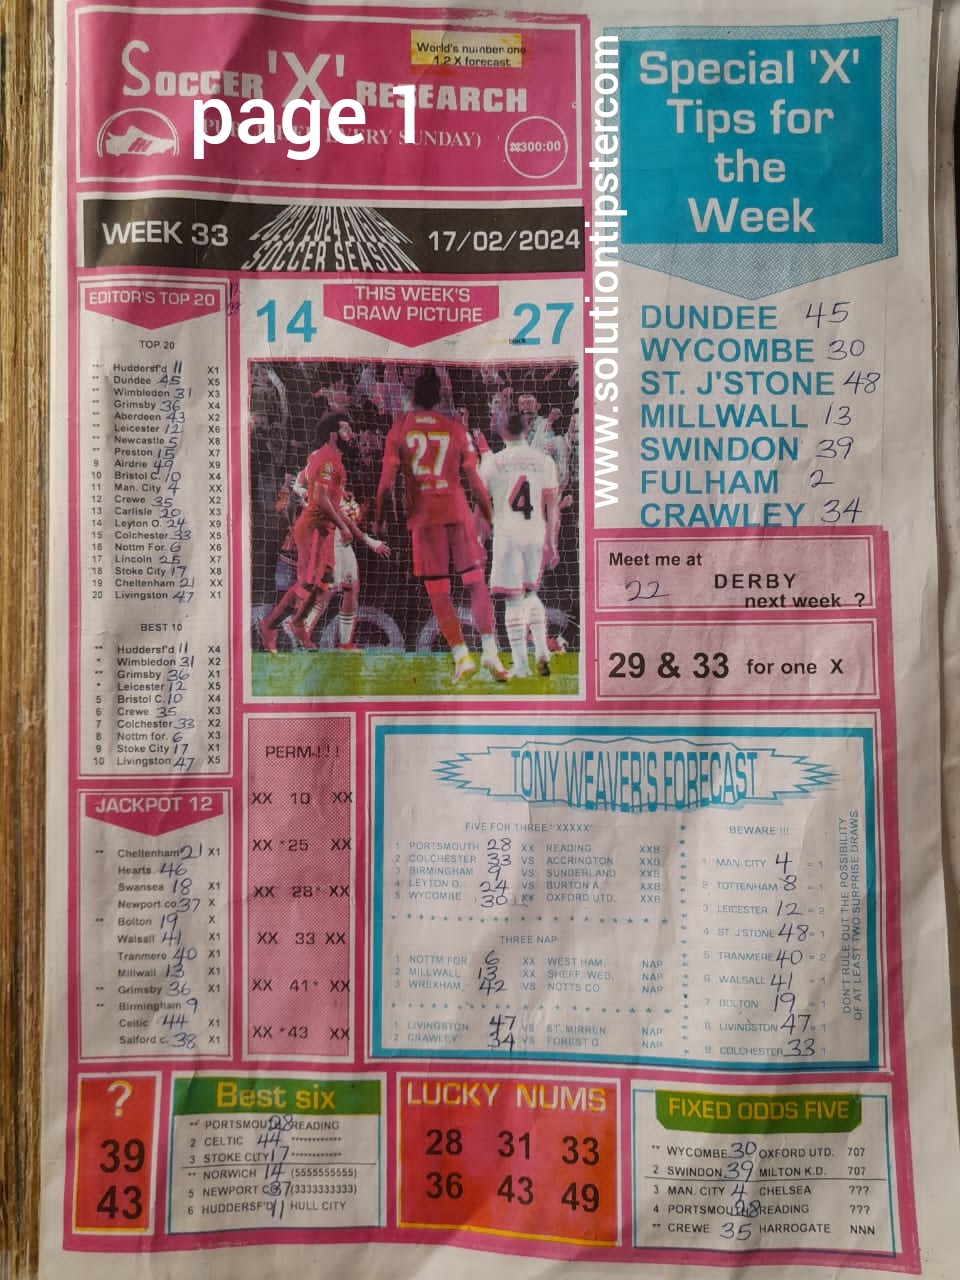 World's number one
1.2 X forecast
SOCCER 'X' RESEARCH
page 1
EVERY SUNDAY)
₦300:00
WEEK 33
SOCCER SEASON
17/02/2024
www.solutiontipster.com
Special 'X'
Tips for
the
Week
DUNDEE 45
WYCOMBE 30
ST. J'STONE 48
MILLWALL 13
SWINDON 39
FULHAM 2
CRAWLEY 34
Meet me at
22 DERBY
next week ?
29 & 33 for one X
EDITOR'S TOP 20
TOP 20
Huddersf'd 11 X1
Dundee 45 X5
Wimbledon 31 X3
Grimsby 36 X4
Aberdeen 43 X2
Leicester 12 X6
Newcastle 5 X8
Preston 15 X7
9 Airdrie 49 X9
10 Bristol C. 10 X4
11 Man. City 4 XX
12 Crewe 35 X2
13 Carlisle 20 X3
14 Leyton O. 24 X9
15 Colchester 33 X5
16 Nottm For. 6 X6
17 Lincoln 25 X7
18 Stoke City 17 X8
19 Cheltenham 21 XX
20 Livingston 47 X1
BEST 10
** Huddersf'd 11 X4
* Wimbledon 31 X2
** Grimsby 36 X1
* Leicester 12 X5
5 Bristol C. 10 X4
6 Crewe 35 X3
7 Colchester 33 X2
8 Nottm for. 6 X3
9 Stoke City 17 X1
10 Livingston 47 X5
14
THIS WEEK'S
DRAW PICTURE
27
27
4
JACKPOT 12
** Cheltenham 21 X1
Hearts 46
Swansea 18 X1
Newport co 37 X
** Bolton 19 X
Walsall 41 X1
Tranmere 40 X1
Millwall 13 X1
** Grimsby 36 X1
** Birmingham 9
Celtic 44 X1
Salford c. 38 X1
PERM-!!!
XX 10 XX
XX *25 XX
XX 28* XX
XX 33 XX
XX 41* XX
XX *43 XX
TONY WEAVER'S FORECAST
FIVE FOR THREE "XXXXX"
1 PORTSMOUTH 28 XX READING XXB
2 COLCHESTER 33 VS ACCRINGTON XXB
3 BIRMINGHAM 9 VS SUNDERLAND XXB
4 LEYTON O. 24 VS BURTON A XXB
5 WYCOMBE 30 OXFORD UTD. XXB
THREE NAP
1 NOTTM FOR 6 XX WEST HAM, NAP
2 MILLWALL 13 XX SHEFF. WED, NAP
3 WREXHAM 42 VS NOTTS CO NAP
1 LIVINGSTON 47 VS ST. MIRREN NAP
2 CRAWLEY 34 VS FOREST G NAP
BEWARE !!!
1 MAN CITY 4 = 1
2 TOTTENHAM 8 = 1
3 LEICESTER 12 = 2
4 ST J'STONE 48 = 1
5 TRANMERE 40 = 2
6 WALSALL 41 = 1
7 BOLTON 19 = 1
8 LIVINGSTON 47 = 1
9 COLCHESTER 33 1
DON'T RULE OUT THE POSSIBILITY
OF AT LEAST TWO SURPRISE DRAWS
?
39
43
Best six
** PORTSMOU 28 READING
2 CELTIC 44 ************
3 STOKE CITY 17 ************
** NORWICH 14 (5555555555)
5 NEWPORT CO 37 (3333333333)
6 HUDDERSF'D 11 HULL CITY
LUCKY NUMS
28 31 33
36 43 49
FIXED ODDS FIVE
** WYCOMBE 30 OXFORD UTD. 707
2 SWINDON 39 MILTON K.D. 707
3 MAN. CITY 4 CHELSEA ???
4 PORTSMOUTH 28 READING ???
** CREWE 35 HARROGATE NNN